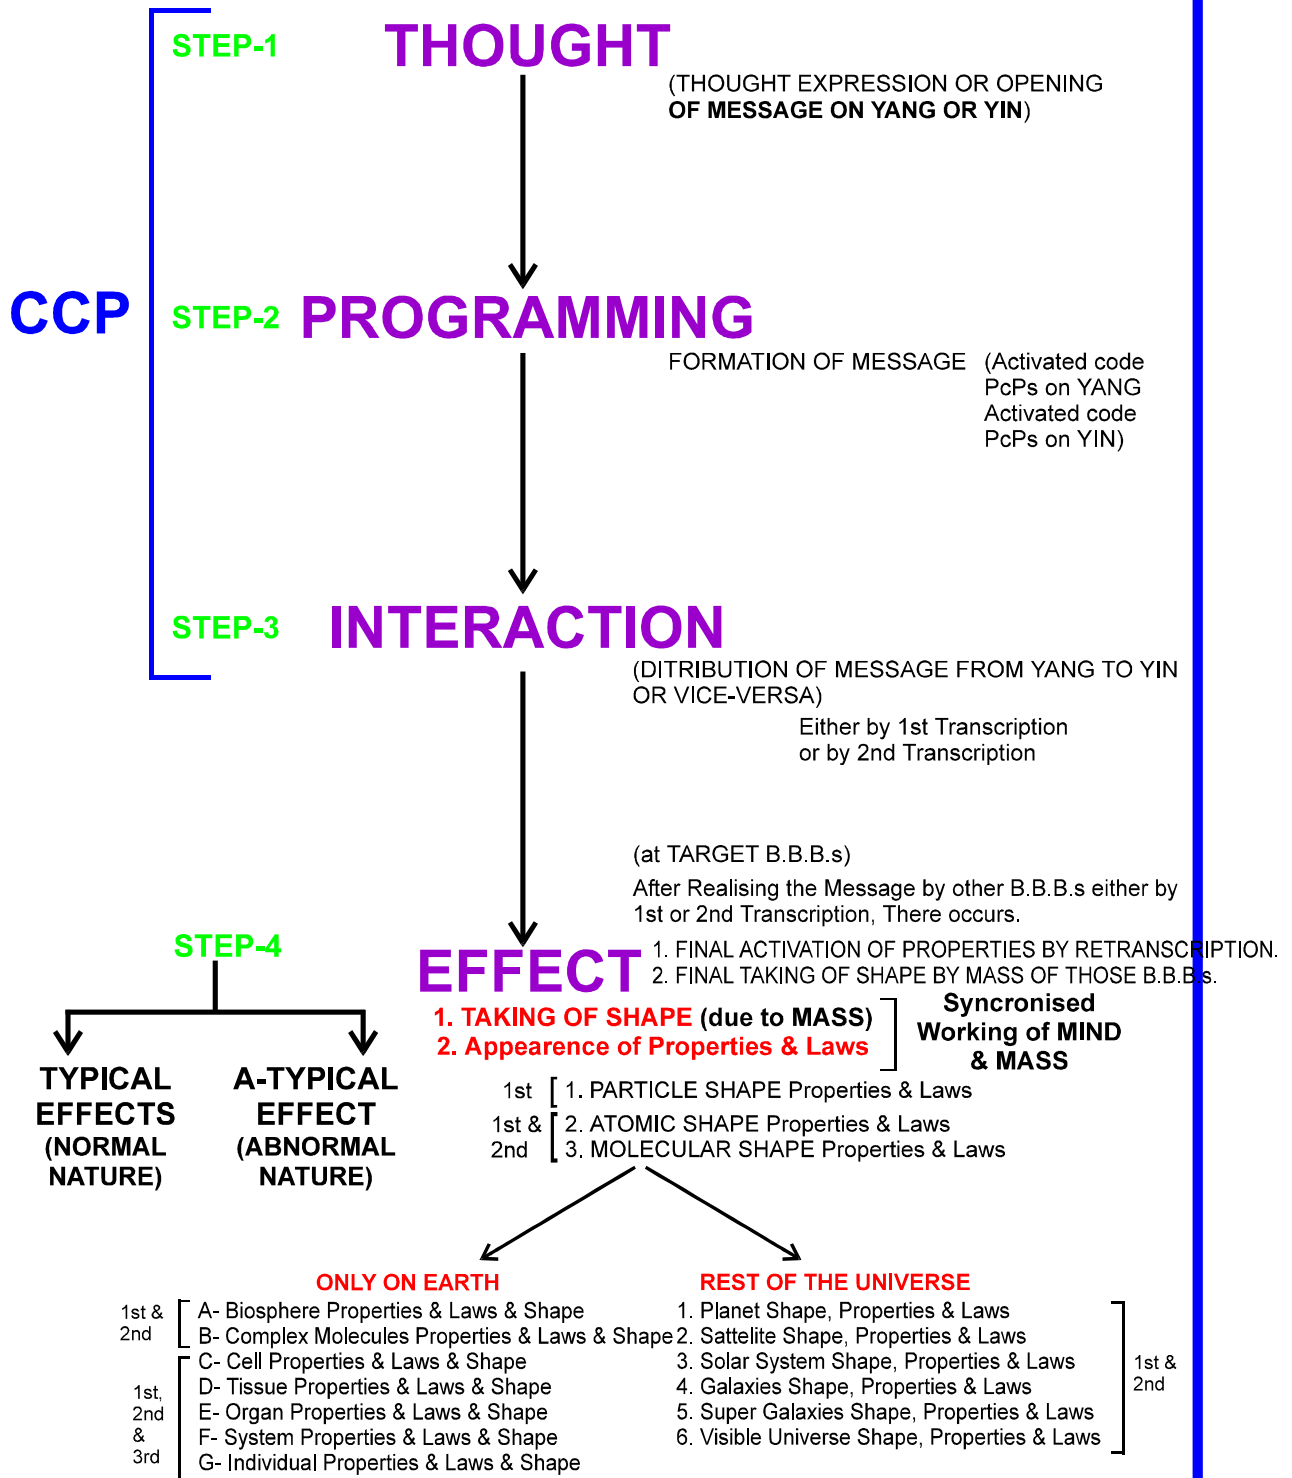 STEP-1
THOUGHT
(THOUGHT EXPRESSION OR OPENING
OF MESSAGE ON YANG OR YIN)
CCP
STEP-2
PROGRAMMING
FORMATION OF MESSAGE (Activated code
PcPs on YANG
Activated code
PcPs on YIN)
STEP-3
INTERACTION
(DITRIBUTION OF MESSAGE FROM YANG TO YIN
OR VICE-VERSA)
Either by 1st Transcription
or by 2nd Transcription
(at TARGET B.B.B.s)
After Realising the Message by other B.B.B.s either by
1st or 2nd Transcription, There occurs.
STEP-4
EFFECT
1. FINAL ACTIVATION OF PROPERTIES BY RETRANSCRIPTION.
2. FINAL TAKING OF SHAPE BY MASS OF THOSE B.B.B.s.
1. TAKING OF SHAPE (due to MASS)
2. Appearence of Properties & Laws
Syncronised
Working of MIND
& MASS
TYPICAL
EFFECTS
(NORMAL
NATURE)
A-TYPICAL
EFFECT
(ABNORMAL
NATURE)
1st 1. PARTICLE SHAPE Properties & Laws
1st &
2nd
2. ATOMIC SHAPE Properties & Laws
3. MOLECULAR SHAPE Properties & Laws
ONLY ON EARTH
1st &
2nd
A- Biosphere Properties & Laws & Shape
B- Complex Molecules Properties & Laws & Shape
1st,
2nd
&
3rd
C- Cell Properties & Laws & Shape
D- Tissue Properties & Laws & Shape
E- Organ Properties & Laws & Shape
F- System Properties & Laws & Shape
G- Individual Properties & Laws & Shape
REST OF THE UNIVERSE
1. Planet Shape, Properties & Laws
2. Sattelite Shape, Properties & Laws
3. Solar System Shape, Properties & Laws
4. Galaxies Shape, Properties & Laws
5. Super Galaxies Shape, Properties & Laws
6. Visible Universe Shape, Properties & Laws
1st &
2nd